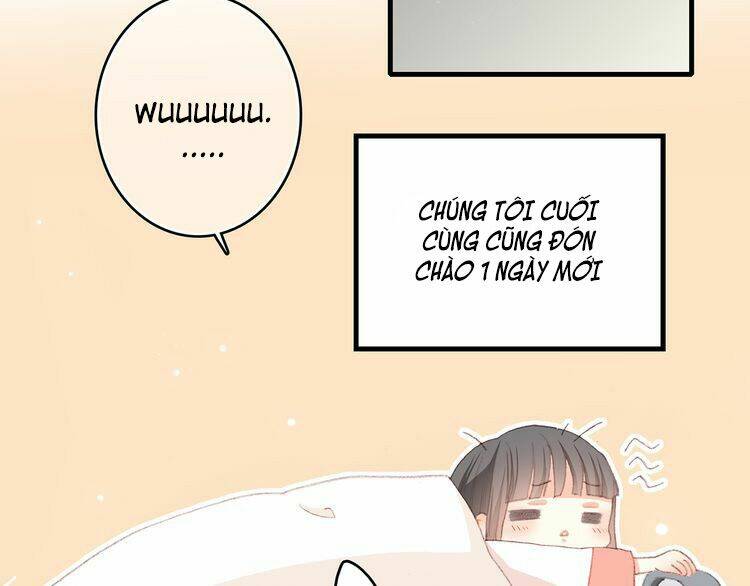 WUUUUUU.
.....
CHÚNG TÔI CUỐI
CÙNG CŨNG ĐÓN
CHÀO 1 NGÀY MỚI